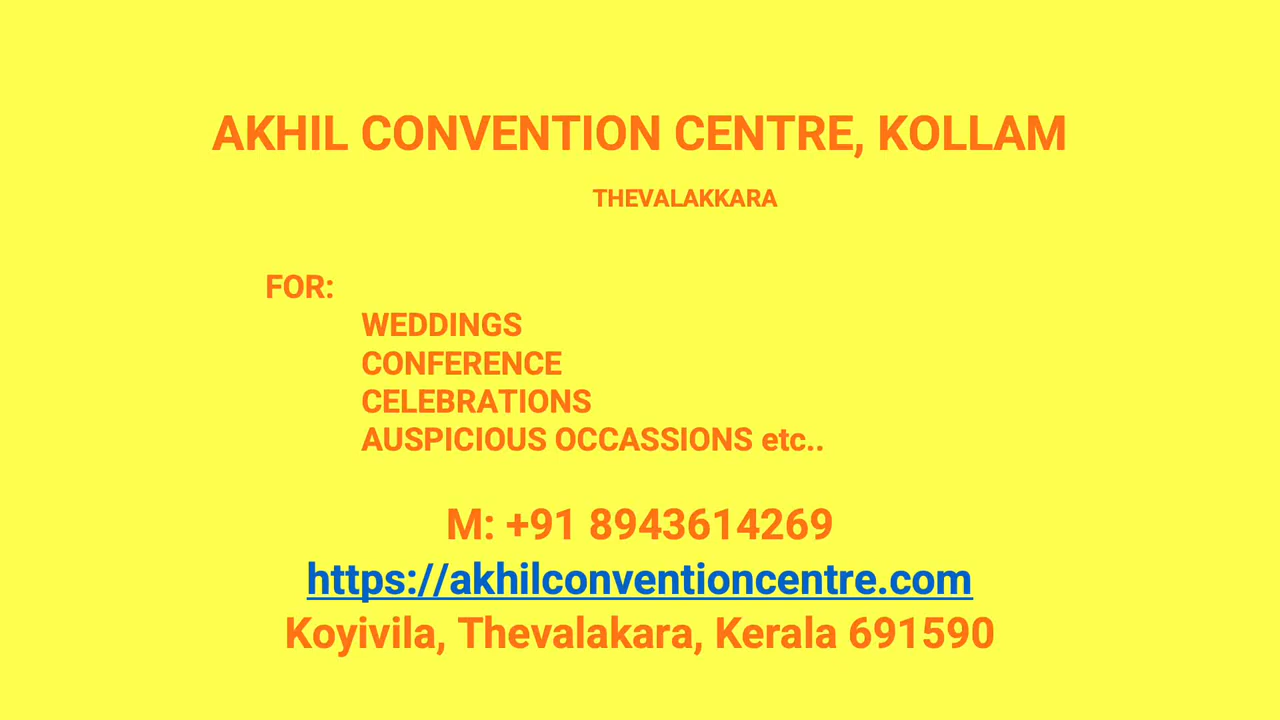 AKHIL CONVENTION CENTRE, KOLLAM
THEVALAKKARA
FOR:
WEDDINGS
CONFERENCE
CELEBRATIONS
AUSPICIOUS OCCASSIONS etc..
M: +91 8943614269
https://akhilconventioncentre.com
Koyivila, Thevalakara, Kerala 691590